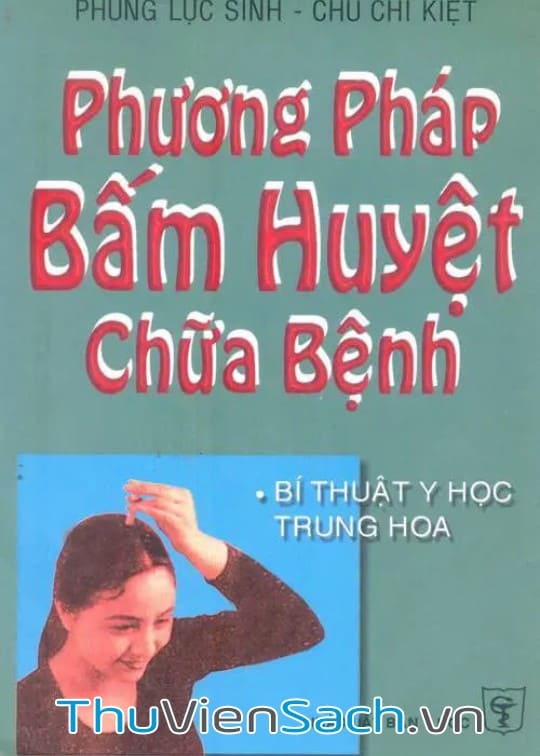 PHÙNG LỤC SINH - CHU CHÍ KIỆT
Phương Pháp
Bấm Huyệt
Chữa Bệnh
• BÍ THUẬT Y HỌC
TRUNG HOA
ThuVienSach.vn